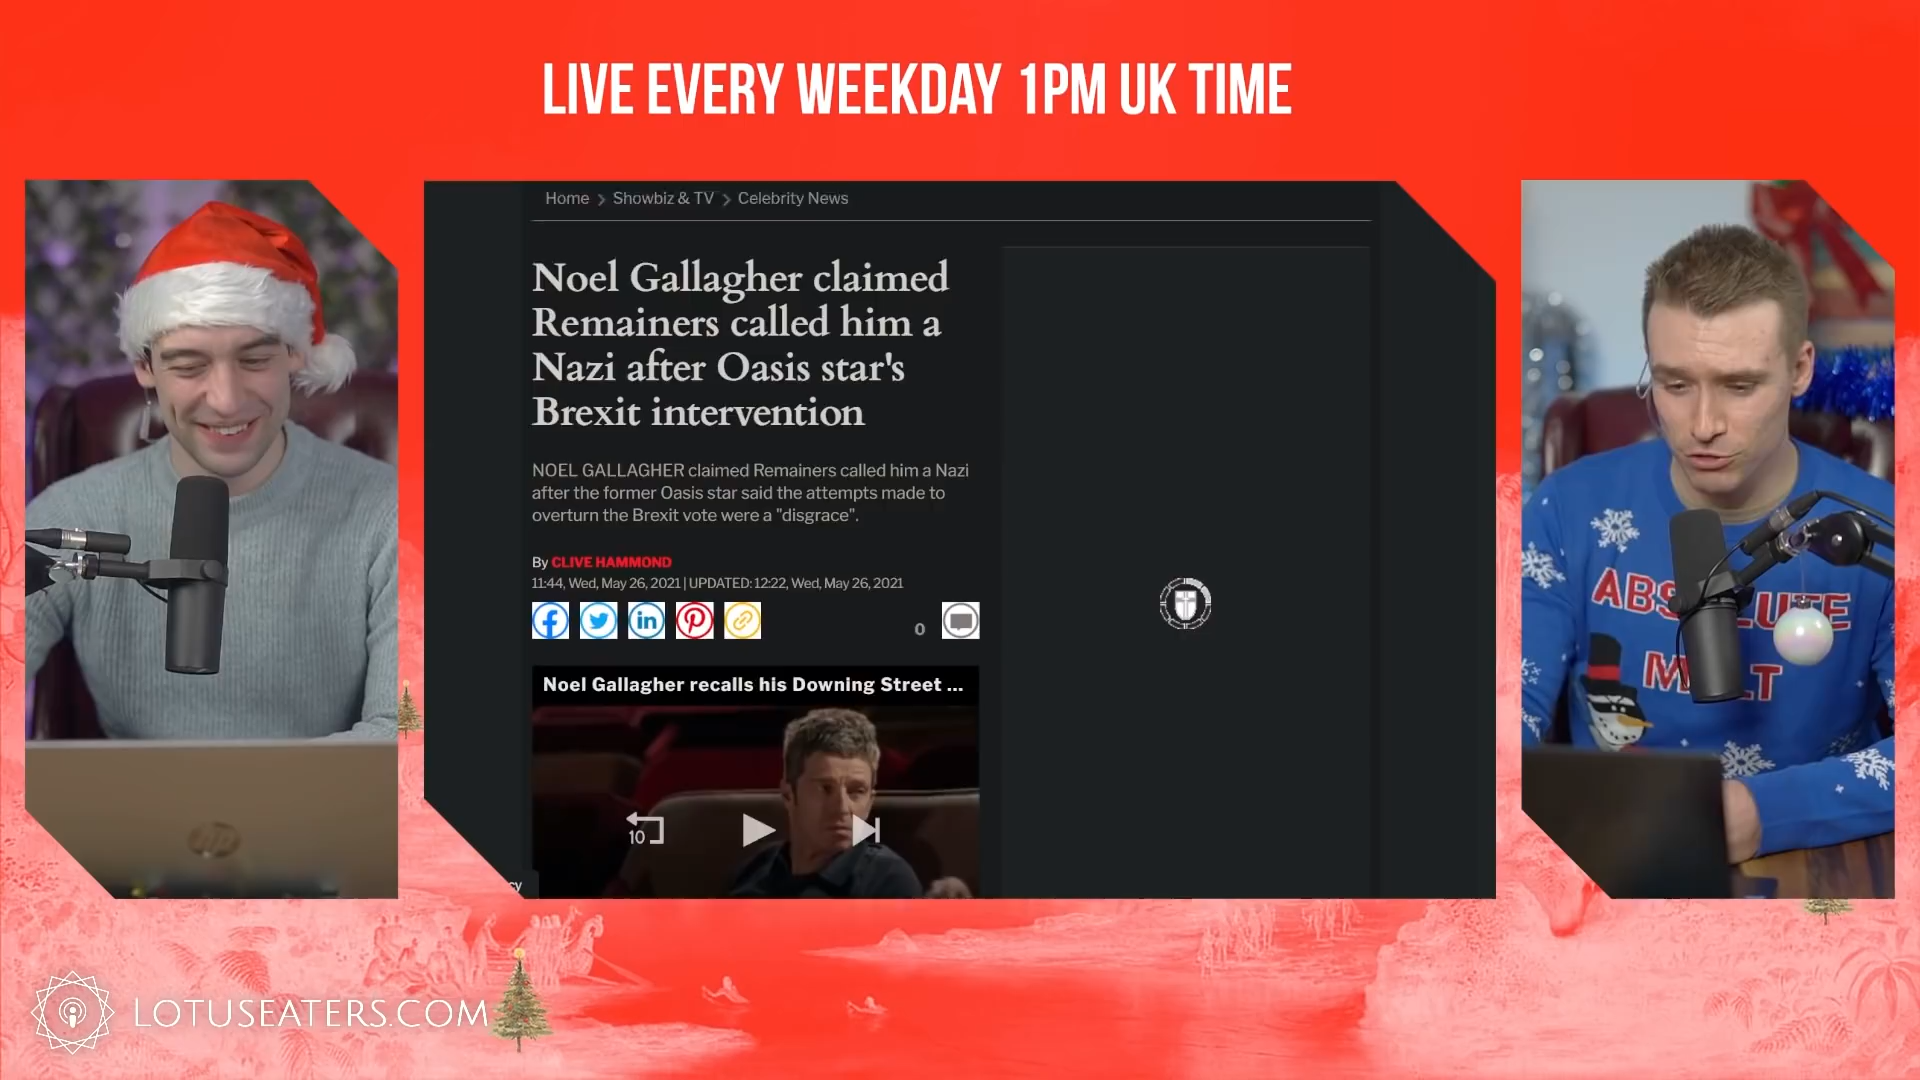 LIVE EVERY WEEKDAY 1PM UK TIME
Home > Showbiz & TV > Celebrity News
Noel Gallagher claimed
Remainers called him a
Nazi after Oasis star's
Brexit intervention
NOEL GALLAGHER claimed Remainers called him a Nazi
after the former Oasis star said the attempts made to
overturn the Brexit vote were a "disgrace".
By CLIVE HAMMOND
11:44, Wed, May 26, 2021 | UPDATED: 12:22, Wed, May 26, 2021
0
Noel Gallagher recalls his Downing Street ...
10
cy
hp
LOTUSEATERS.COM